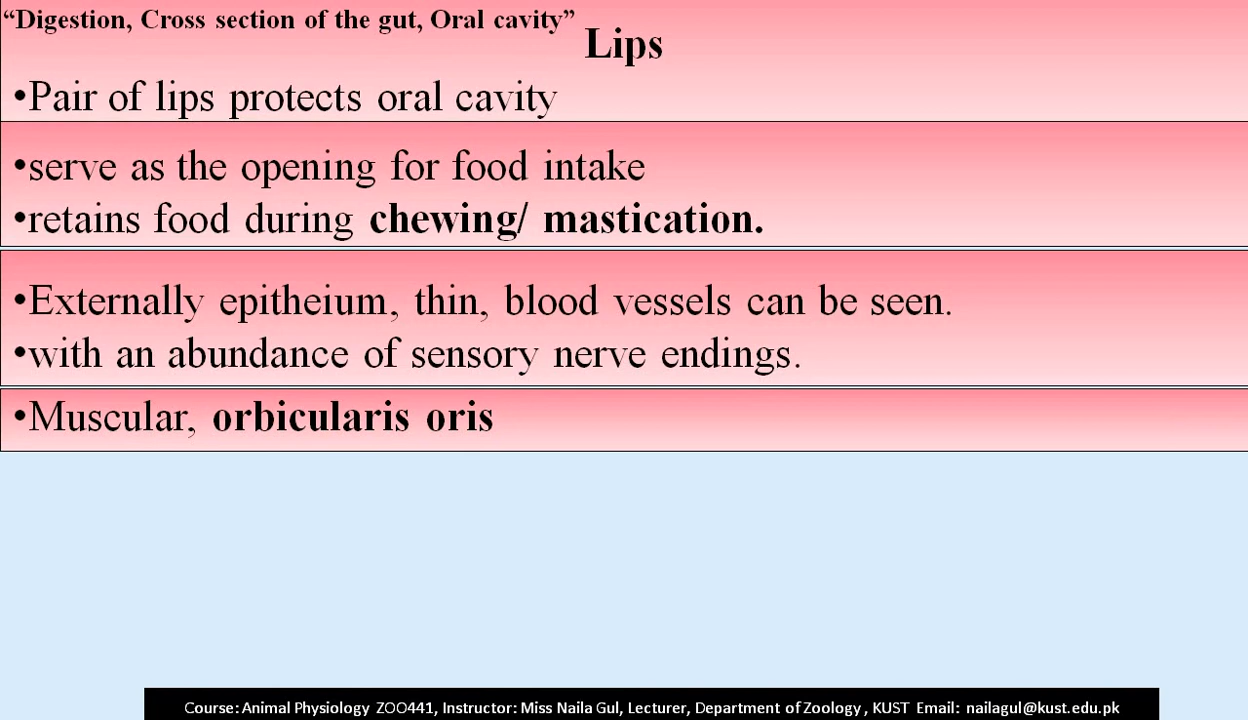 “Digestion, Cross section of the gut, Oral cavity”
Lips
•Pair of lips protects oral cavity
•serve as the opening for food intake
•retains food during chewing/ mastication.
•Externally epitheium, thin, blood vessels can be seen.
•with an abundance of sensory nerve endings.
•Muscular, orbicularis oris
Course: Animal Physiology ZOO441, Instructor: Miss Naila Gul, Lecturer, Department of Zoology , KUST Email: nailagul@kust.edu.pk